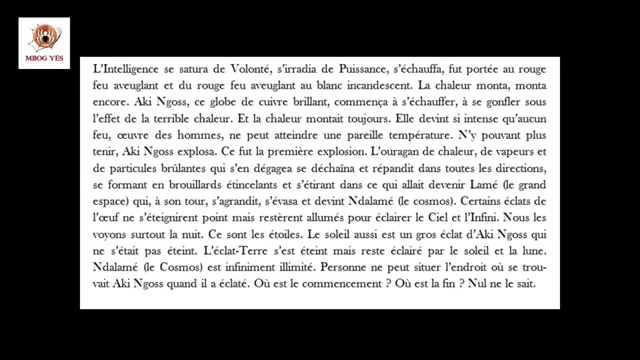 MBOG YËS
L'Intelligence se satura de Volonté, s'irradia de Puissance, s'échauffa, fut portée au rouge
feu aveuglant et du rouge feu aveuglant au blanc incandescent. La chaleur monta, monta
encore. Aki Ngoss, ce globe de cuivre brillant, commença à s'échauffer, à se gonfler sous
l'effet de la terrible chaleur. Et la chaleur montait toujours. Elle devint si intense qu'aucun
feu, œuvre des hommes, ne peut atteindre une pareille température. N'y pouvant plus
tenir, Aki Ngoss explosa. Ce fut la première explosion. L'ouragan de chaleur, de vapeurs et
de particules brûlantes qui s'en dégagea se déchaîna et répandit dans toutes les directions,
se formant en brouillards étincelants et s'étirant dans ce qui allait devenir Lamé (le grand
espace) qui, à son tour, s'agrandit, s'évasa et devint Ndalamé (le cosmos). Certains éclats de
l'œuf ne s'éteignirent point mais restèrent allumés pour éclairer le Ciel et l'Infini. Nous les
voyons surtout la nuit. Ce sont les étoiles. Le soleil aussi est un gros éclat d'Aki Ngoss qui
ne s'était pas éteint. L'éclat-Terre s'est éteint mais reste éclairé par le soleil et la lune.
Ndalamé (le Cosmos) est infiniment illimité. Personne ne peut situer l'endroit où se trou-
vait Aki Ngoss quand il a éclaté. Où est le commencement ? Où est la fin ? Nul ne le sait.